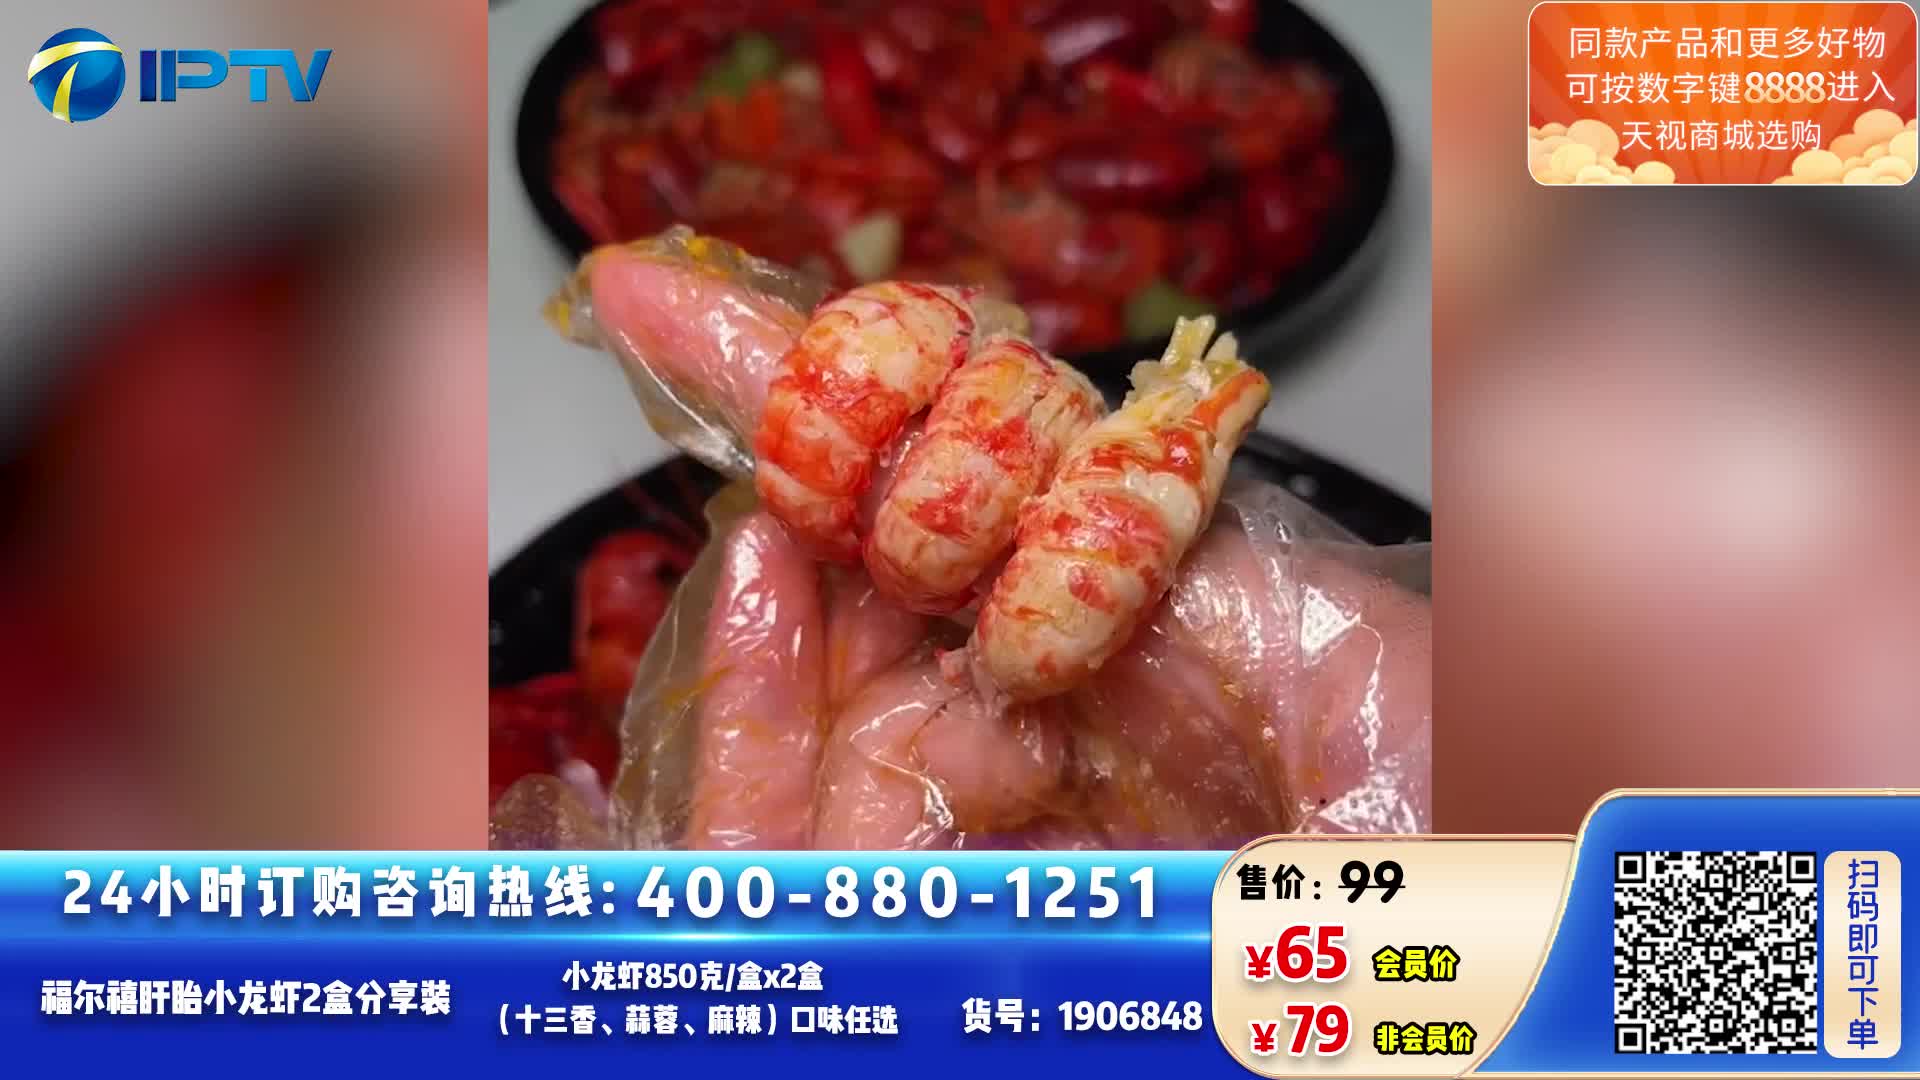 IPTV
同款产品和更多好物
可按数字键8888进入
天视商城选购
24小时订购咨询热线:400-880-1251
福尔禧盱眙小龙虾2盒分享装
小龙虾850克/盒x2盒
（十三香、蒜蓉、麻辣）口味任选
货号：1906848
售价：99
¥65 会员价
¥79 非会员价
扫码即可下单